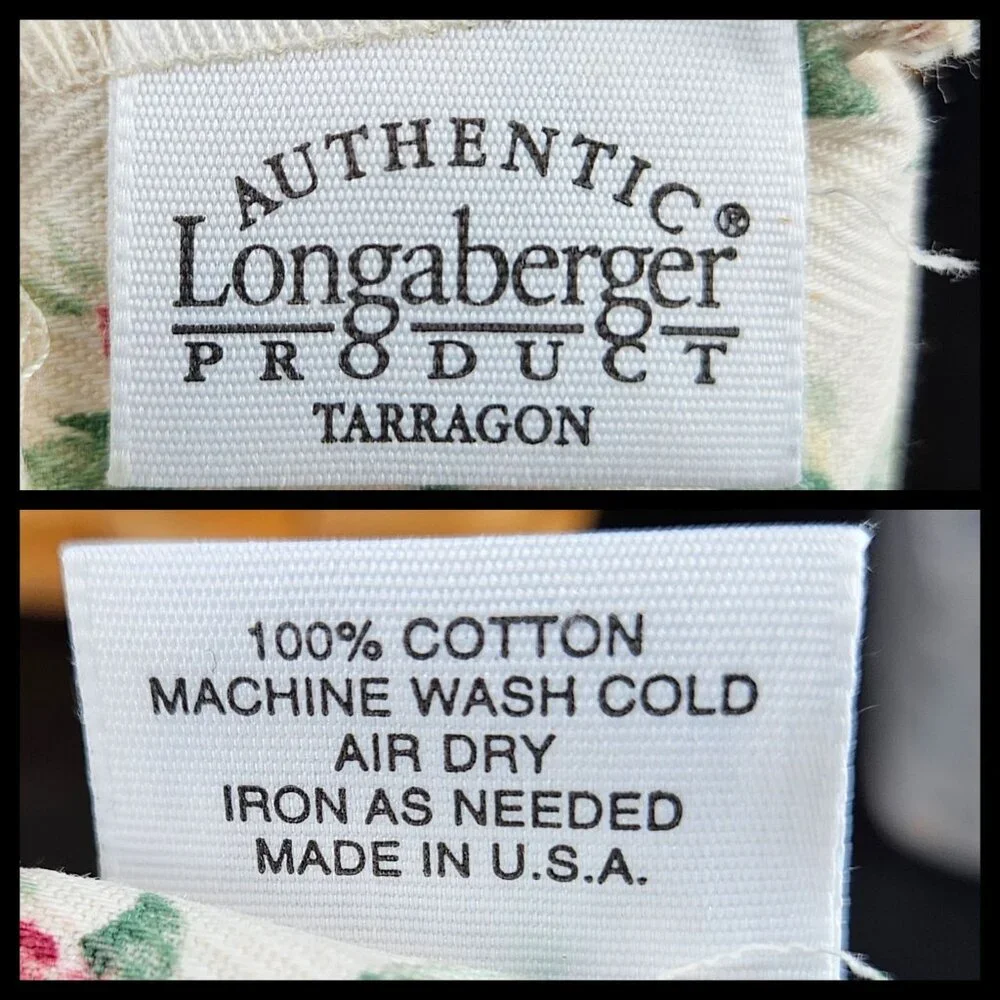 AUTHENTIC
Longaberger®
PRODUCT
TARRAGON
100% COTTON
MACHINE WASH COLD
AIR DRY
IRON AS NEEDED
MADE IN U.S.A.